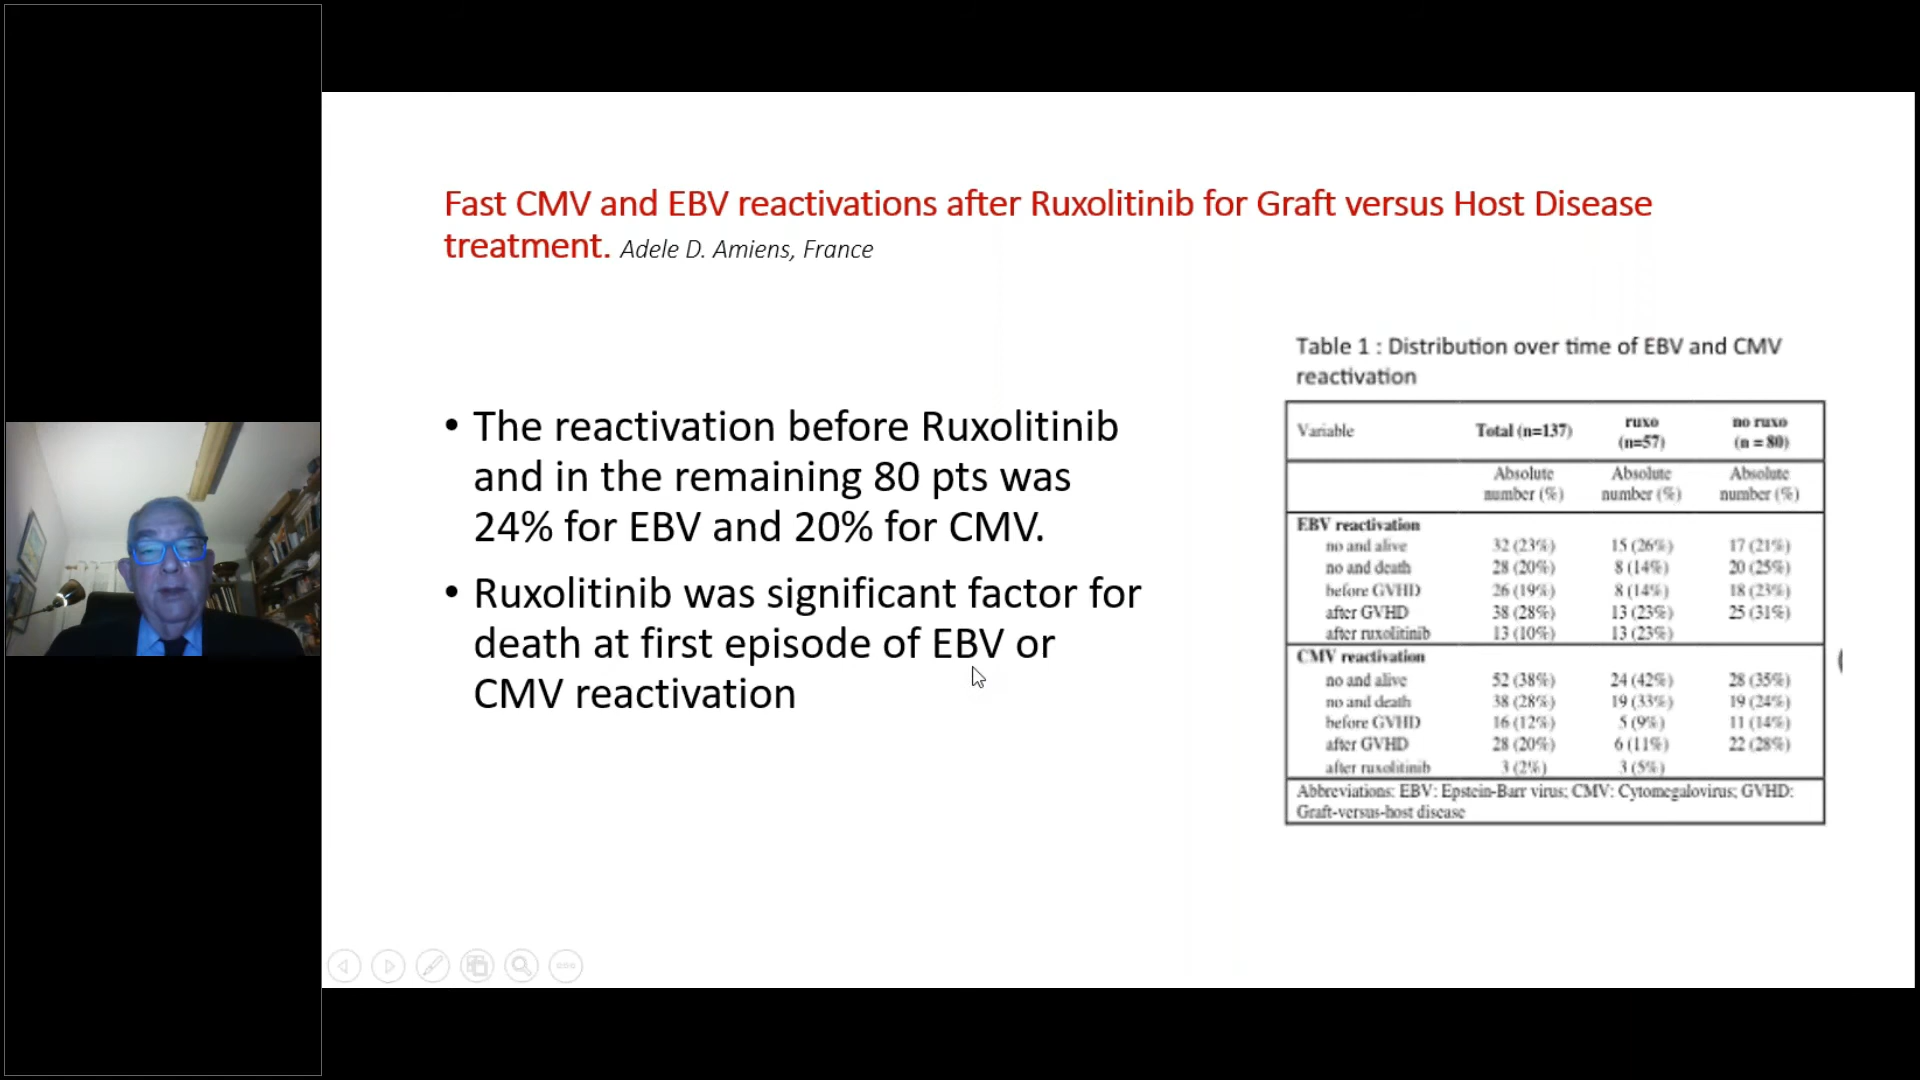 Fast CMV and EBV reactivations after Ruxolitinib for Graft versus Host Disease
treatment. Adele D. Amiens, France
• The reactivation before Ruxolitinib
and in the remaining 80 pts was
24% for EBV and 20% for CMV.
• Ruxolitinib was significant factor for
death at first episode of EBV or
CMV reactivation
Table 1 : Distribution over time of EBV and CMV
reactivation
Variable Total (n=137) ruxo (n=57) no ruxo (n = 80)
Absolute number (%) Absolute number (%) Absolute number (%)
EBV reactivation
no and alive 32 (23%) 15 (26%) 17 (21%)
no and death 28 (20%) 8 (14%) 20 (25%)
before GVHD 26 (19%) 8 (14%) 18 (23%)
after GVHD 38 (28%) 13 (23%) 25 (31%)
after ruxolitinib 13 (10%) 13 (23%)
CMV reactivation
no and alive 52 (38%) 24 (42%) 28 (35%)
no and death 38 (28%) 19 (33%) 19 (24%)
before GVHD 16 (12%) 5 (9%) 11 (14%)
after GVHD 28 (20%) 6 (11%) 22 (28%)
after ruxolitinib 3 (2%) 3 (5%)
Abbreviations: EBV: Epstein-Barr virus; CMV: Cytomegalovirus; GVHD:
Graft-versus-host disease